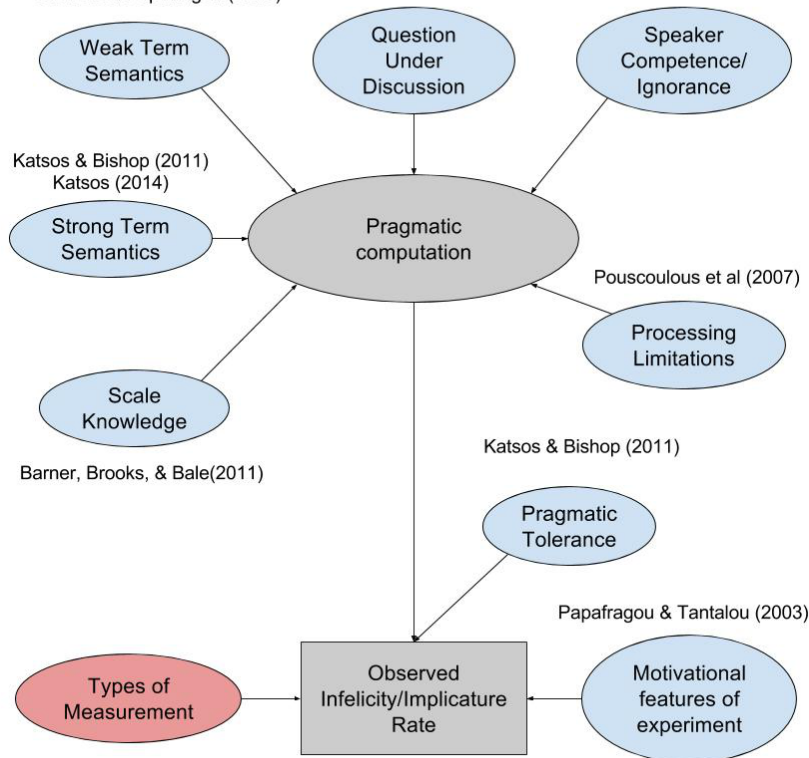 Weak Term
Semantics
Question
Under
Discussion
Speaker
Competence/
Ignorance
Katsos & Bishop (2011)
Katsos (2014)
Strong Term
Semantics
Pragmatic
computation
Pouscoulous et al (2007)
Processing
Limitations
Scale
Knowledge
Barner, Brooks, & Bale(2011)
Katsos & Bishop (2011)
Pragmatic
Tolerance
Papafragou & Tantalou (2003)
Types of
Measurement
Observed
Infelicity/Implicature
Rate
Motivational
features of
experiment